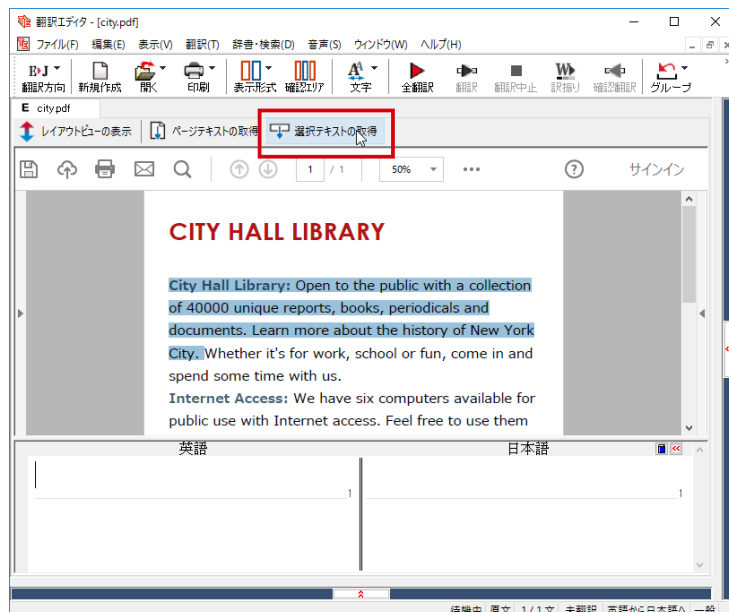 翻訳エディタ - [city.pdf]
ファイル(F) 編集(E) 表示(V) 翻訳(T) 辞書・検索(D) 音声(S) ウィンドウ(W) ヘルプ(H)
翻訳方向 新規作成 開く 印刷 表示形式 確認エリア 文字 全翻訳 翻訳 翻訳中止 訳振り 確認翻訳 グループ
E city.pdf
レイアウトビューの表示 ページテキストの取得 選択テキストの取得
1 / 1 50% サインイン
CITY HALL LIBRARY
City Hall Library: Open to the public with a collection
of 40000 unique reports, books, periodicals and
documents. Learn more about the history of New York
City. Whether it's for work, school or fun, come in and
spend some time with us.
Internet Access: We have six computers available for
public use with Internet access. Feel free to use them
英語 日本語
1 1
待機中 原文 1/1文 未翻訳 英語から日本語へ 一般